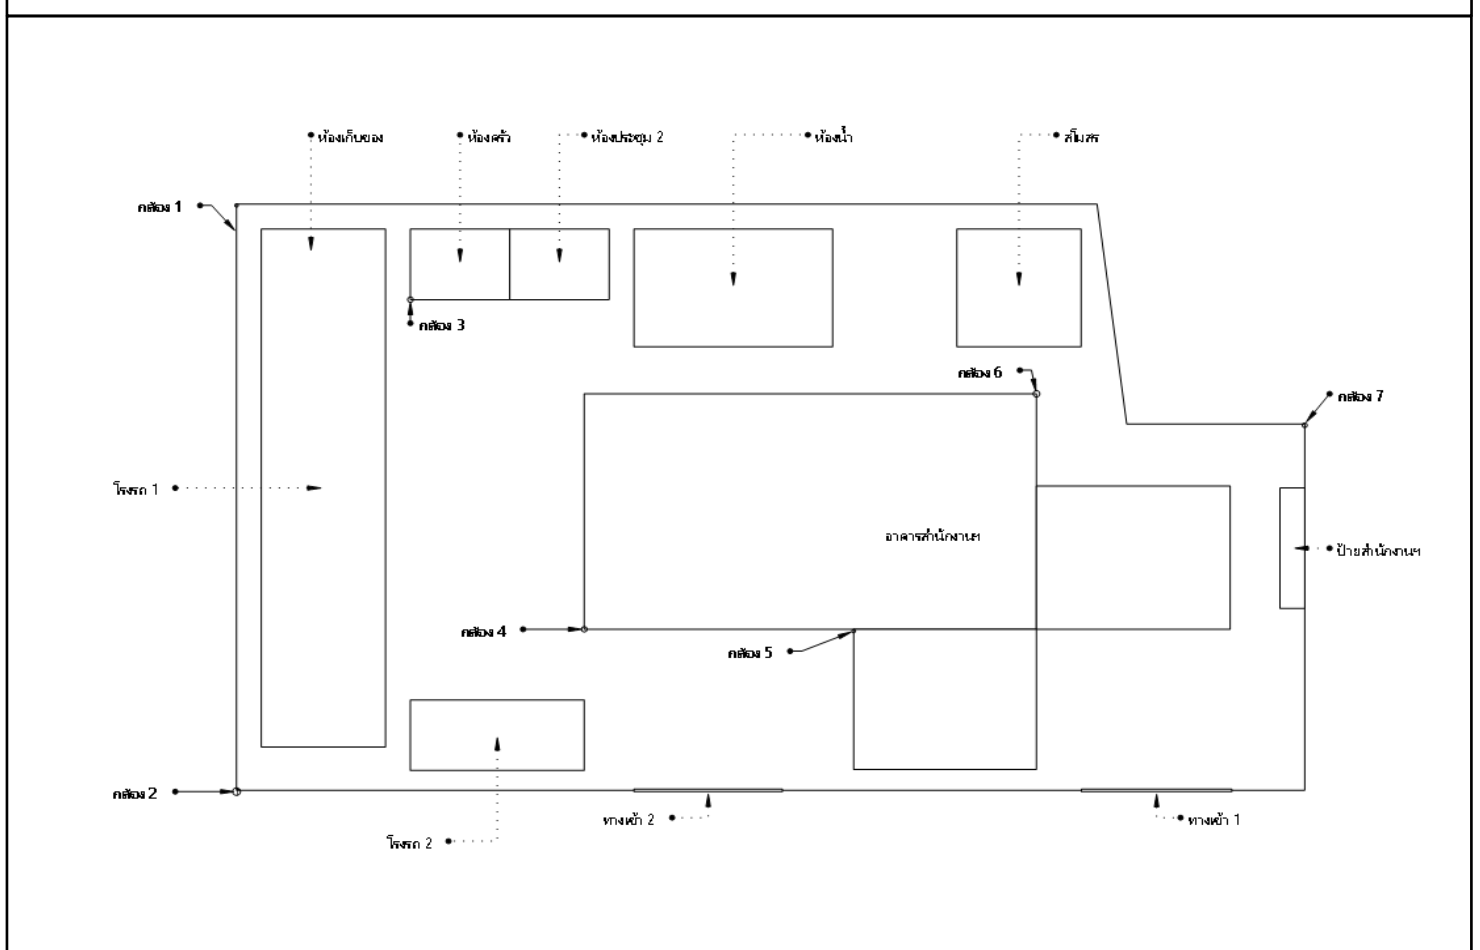 ห้องเก็บของ
ห้องครัว
ห้องประชุม 2
ห้องน้ำ
สโมสร
กล้อง 1
กล้อง 3
กล้อง 6
กล้อง 7
โรงรถ 1
อาคารสำนักงานฯ
ป้ายสำนักงานฯ
กล้อง 4
กล้อง 5
กล้อง 2
ทางเข้า 2
ทางเข้า 1
โรงรถ 2